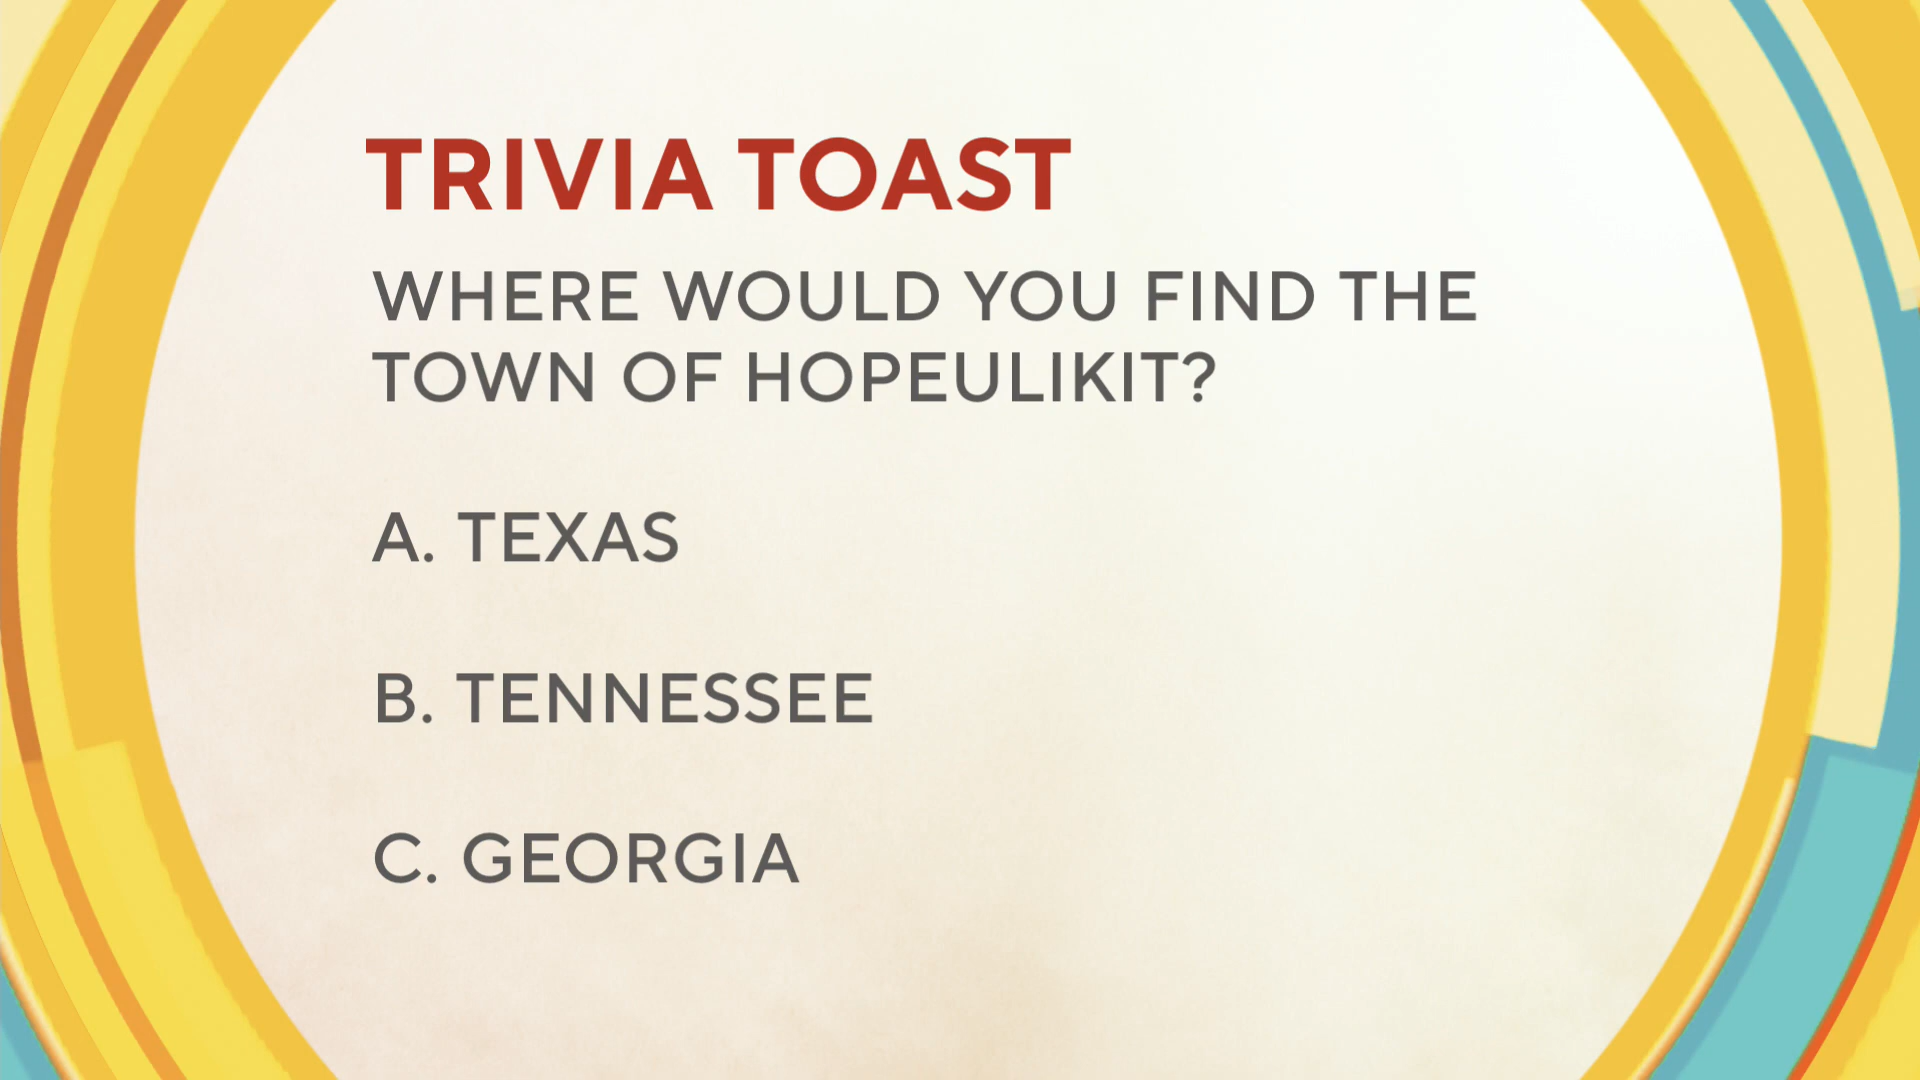 TRIVIA TOAST
WHERE WOULD YOU FIND THE
TOWN OF HOPEULIKIT?
A. TEXAS
B. TENNESSEE
C. GEORGIA